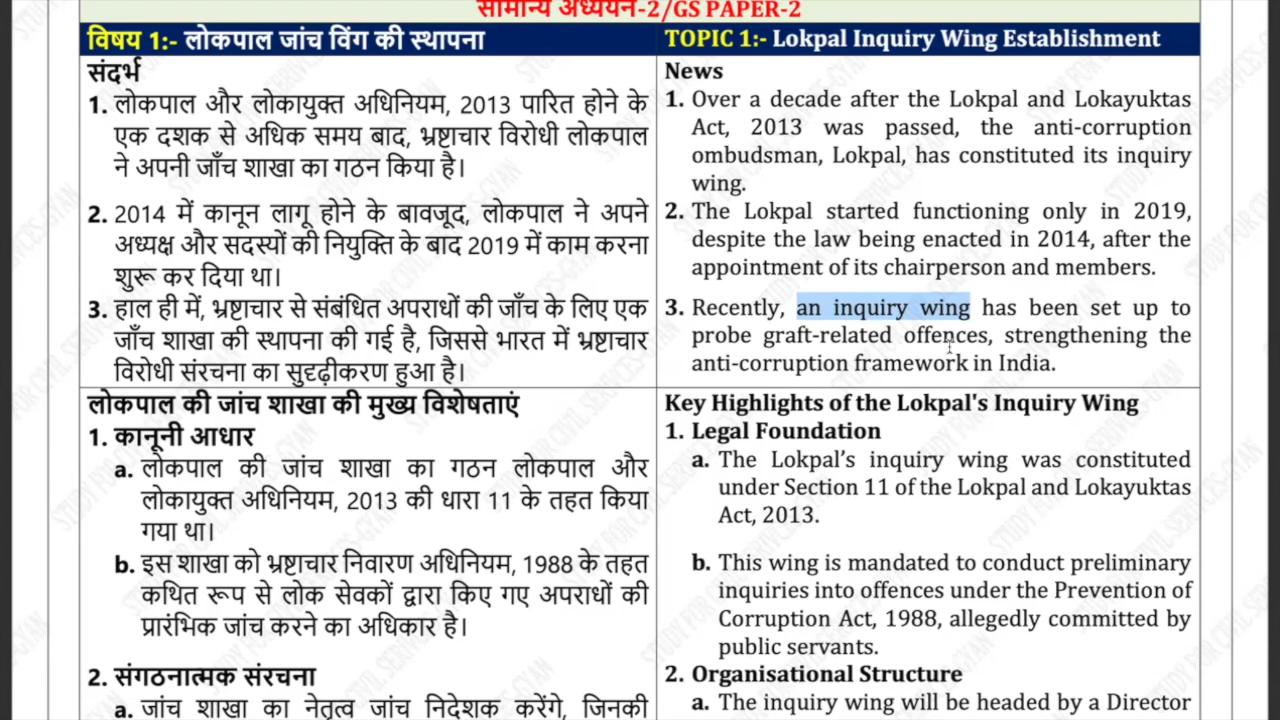 सामान्य अध्ययन-2/GS PAPER-2
विषय 1:- लोकपाल जांच विंग की स्थापना
संदर्भ
1. लोकपाल और लोकायुक्त अधिनियम, 2013 पारित होने के
एक दशक से अधिक समय बाद, भ्रष्टाचार विरोधी लोकपाल
ने अपनी जाँच शाखा का गठन किया है।
2. 2014 में कानून लागू होने के बावजूद, लोकपाल ने अपने
अध्यक्ष और सदस्यों की नियुक्ति के बाद 2019 में काम करना
शुरू कर दिया था।
3. हाल ही में, भ्रष्टाचार से संबंधित अपराधों की जाँच के लिए एक
जाँच शाखा की स्थापना की गई है, जिससे भारत में भ्रष्टाचार
विरोधी संरचना का सुदृढ़ीकरण हुआ है।
लोकपाल की जांच शाखा की मुख्य विशेषताएं
1. कानूनी आधार
a. लोकपाल की जांच शाखा का गठन लोकपाल और
लोकायुक्त अधिनियम, 2013 की धारा 11 के तहत किया
गया था।
b. इस शाखा को भ्रष्टाचार निवारण अधिनियम, 1988 के तहत
कथित रूप से लोक सेवकों द्वारा किए गए अपराधों की
प्रारंभिक जांच करने का अधिकार है।
2. संगठनात्मक संरचना
a. जांच शाखा का नेतृत्व जांच निदेशक करेंगे, जिनकी
TOPIC 1:- Lokpal Inquiry Wing Establishment
News
1. Over a decade after the Lokpal and Lokayuktas
Act, 2013 was passed, the anti-corruption
ombudsman, Lokpal, has constituted its inquiry
wing.
2. The Lokpal started functioning only in 2019,
despite the law being enacted in 2014, after the
appointment of its chairperson and members.
3. Recently, an inquiry wing has been set up to
probe graft-related offences, strengthening the
anti-corruption framework in India.
Key Highlights of the Lokpal's Inquiry Wing
1. Legal Foundation
a. The Lokpal’s inquiry wing was constituted
under Section 11 of the Lokpal and Lokayuktas
Act, 2013.
b. This wing is mandated to conduct preliminary
inquiries into offences under the Prevention of
Corruption Act, 1988, allegedly committed by
public servants.
2. Organisational Structure
a. The inquiry wing will be headed by a Director